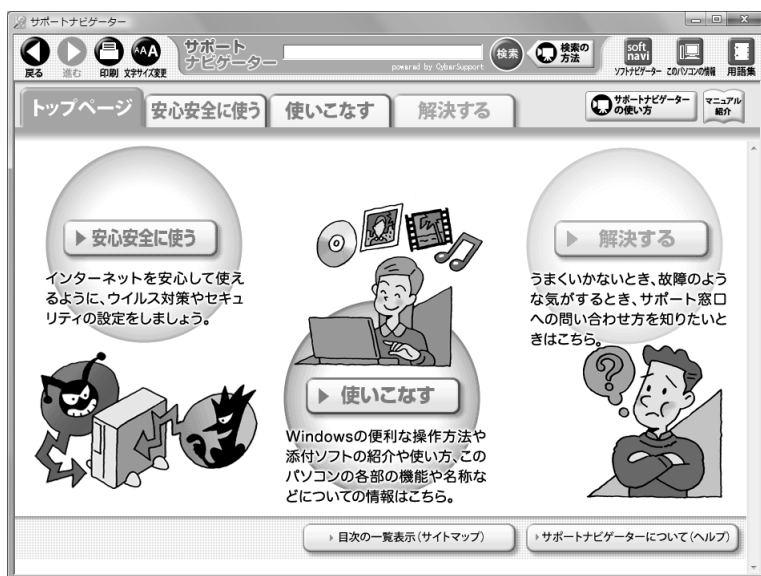 サポートナビゲーター
戻る
進む
印刷
文字サイズ変更
サポート
ナビゲーター
powered by CyberSupport
検索
検索の
方法
soft
navi
ソフトナビゲーター
このパソコンの情報
用語集
トップページ
安心安全に使う
使いこなす
解決する
サポートナビゲーター
の使い方
マニュアル
紹介
安心安全に使う
インターネットを安心して使え
るように、ウイルス対策やセキュ
リティの設定をしましょう。
使いこなす
Windowsの便利な操作方法や
添付ソフトの紹介や使い方、この
パソコンの各部の機能や名称な
どについての情報はこちら。
解決する
うまくいかないとき、故障のよう
な気がするとき、サポート窓口
への問い合わせ方を知りたいと
きはこちら。
?
目次の一覧表示(サイトマップ)
サポートナビゲーターについて(ヘルプ)